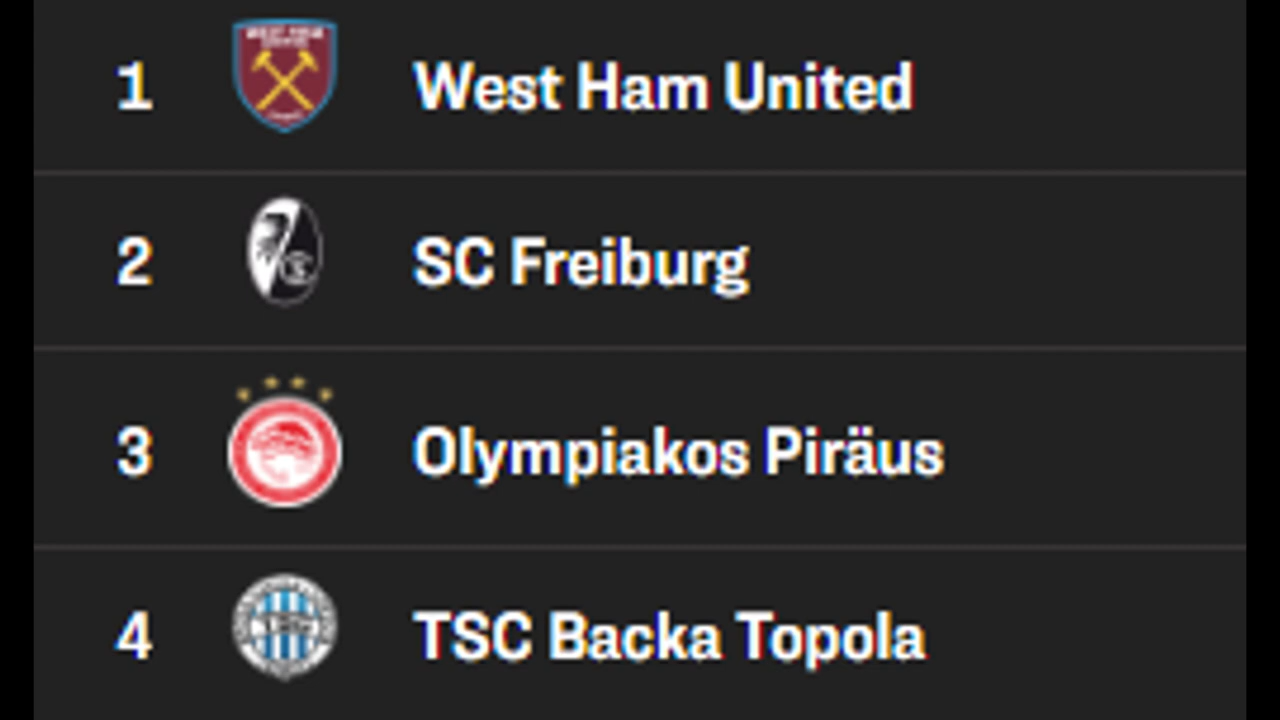 1 West Ham United
2 SC Freiburg
3 Olympiakos Piräus
4 TSC Backa Topola